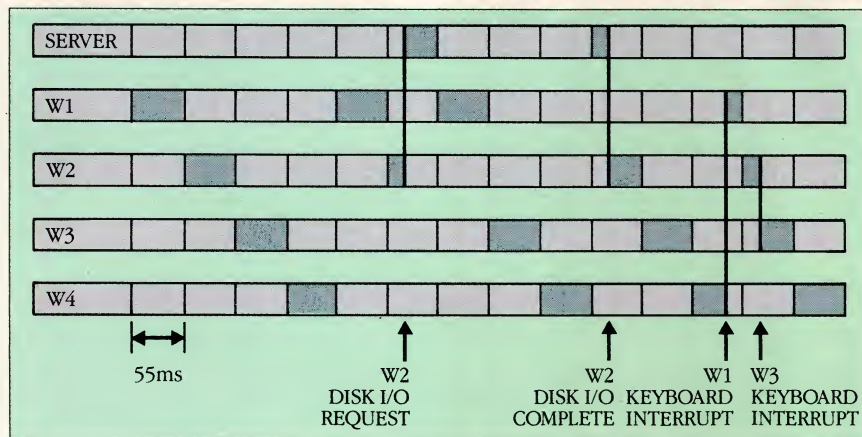 SERVER
W1
W2
W3
W4
55ms
W2
DISK I/O
REQUEST
W2
DISK I/O
COMPLETE
W1
KEYBOARD
INTERRUPT
W3
KEYBOARD
INTERRUPT